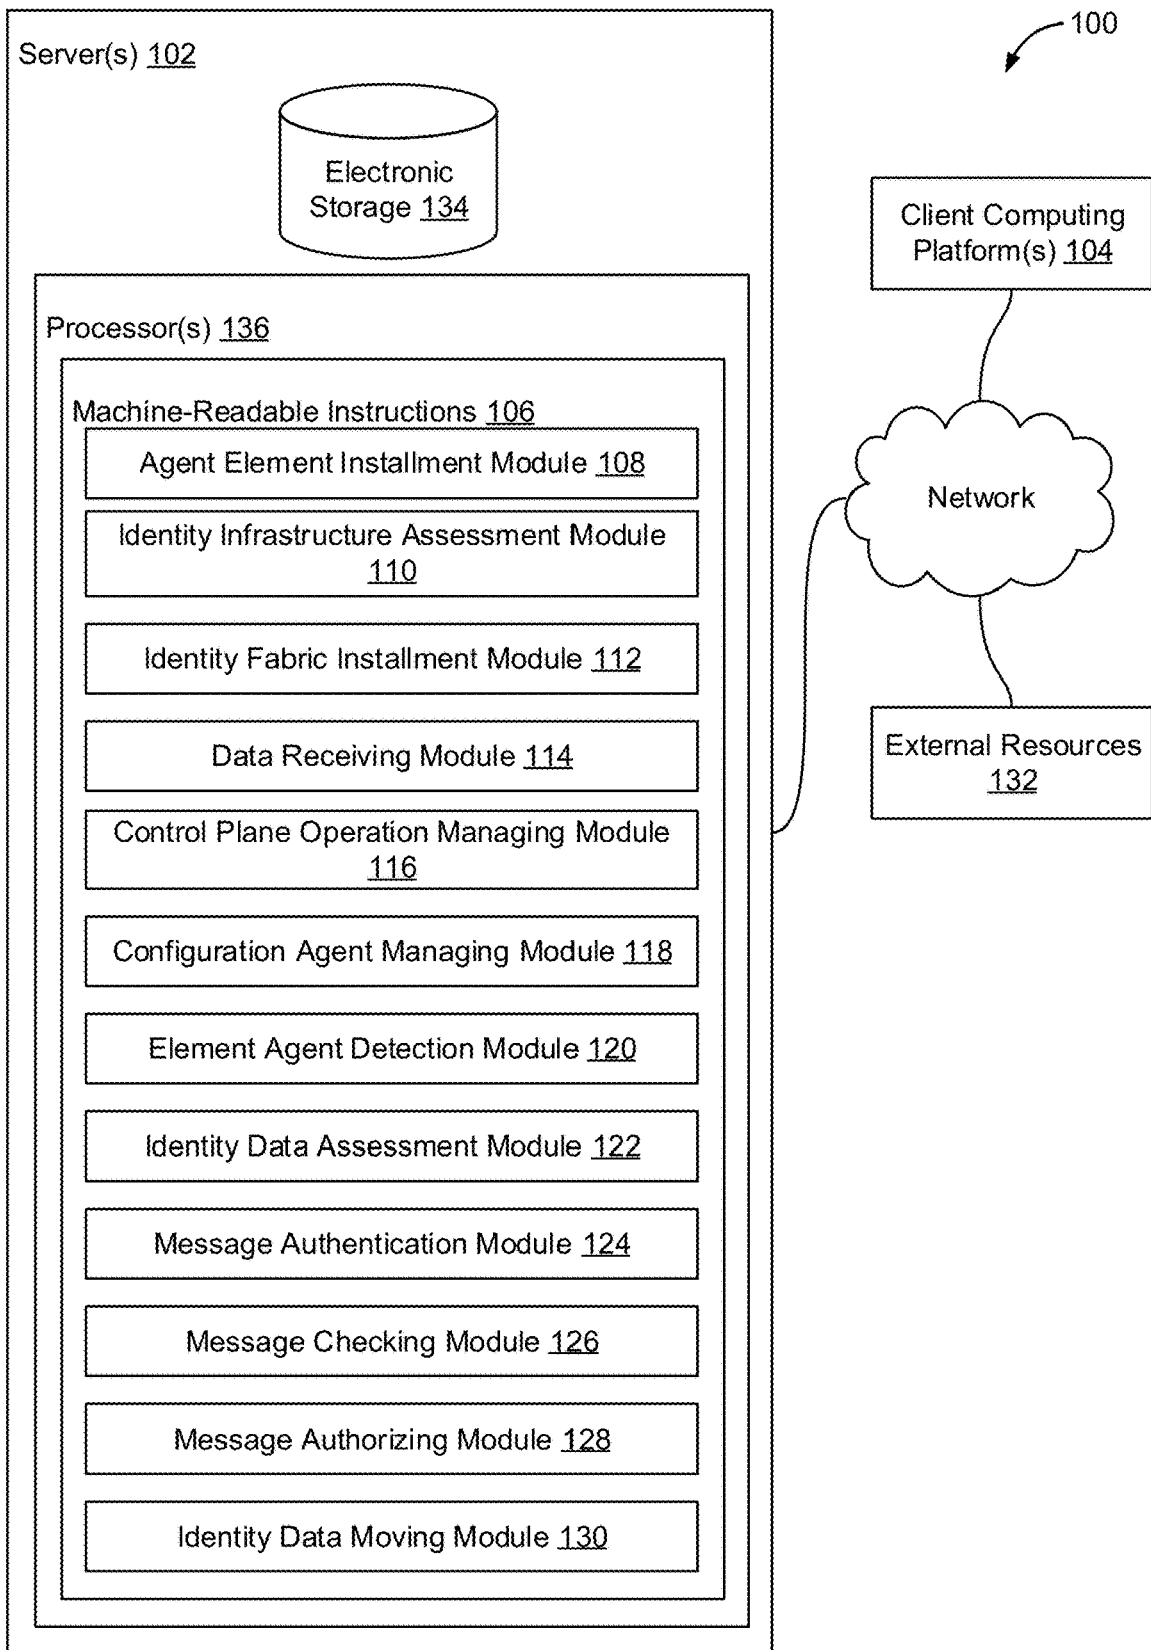 Server(s) 102
100
Electronic
Storage 134
Client Computing
Platform(s) 104
Processor(s) 136
Machine-Readable Instructions 106
Agent Element Installment Module 108
Identity Infrastructure Assessment Module
110
Network
Identity Fabric Installment Module 112
Data Receiving Module 114
External Resources
132
Control Plane Operation Managing Module
116
Configuration Agent Managing Module 118
Element Agent Detection Module 120
Identity Data Assessment Module 122
Message Authentication Module 124
Message Checking Module 126
Message Authorizing Module 128
Identity Data Moving Module 130